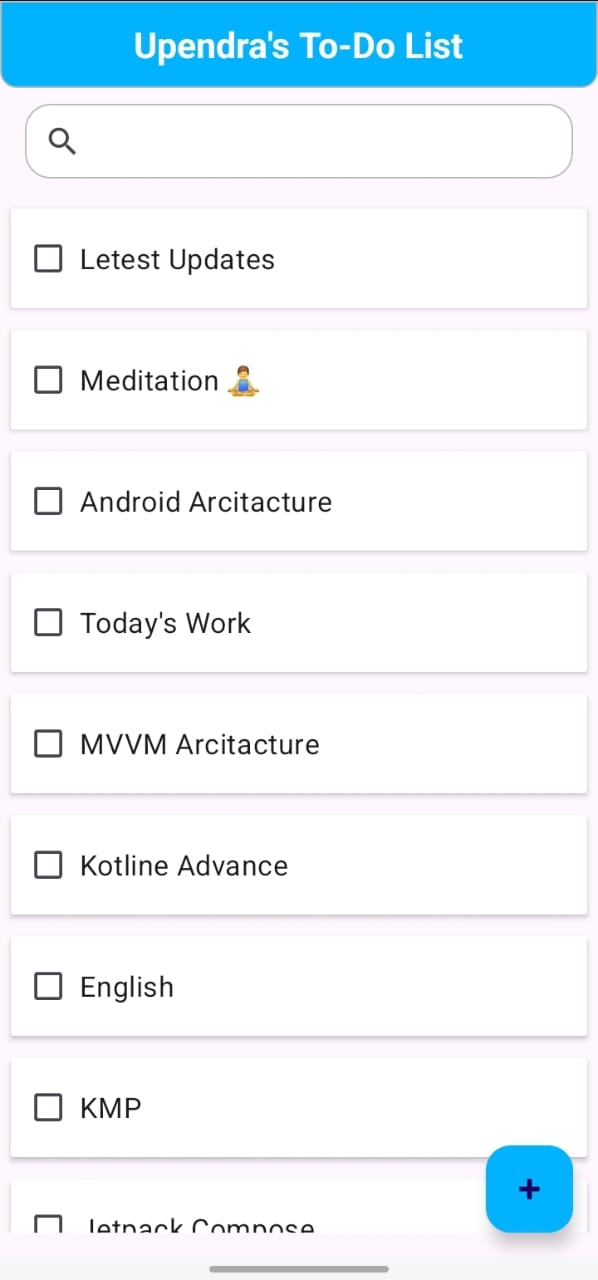 Upendra's To-Do List
Letest Updates
Meditation 🧘‍♂️
Android Arcitacture
Today's Work
MVVM Arcitacture
Kotline Advance
English
KMP
Jetpack Compose
+